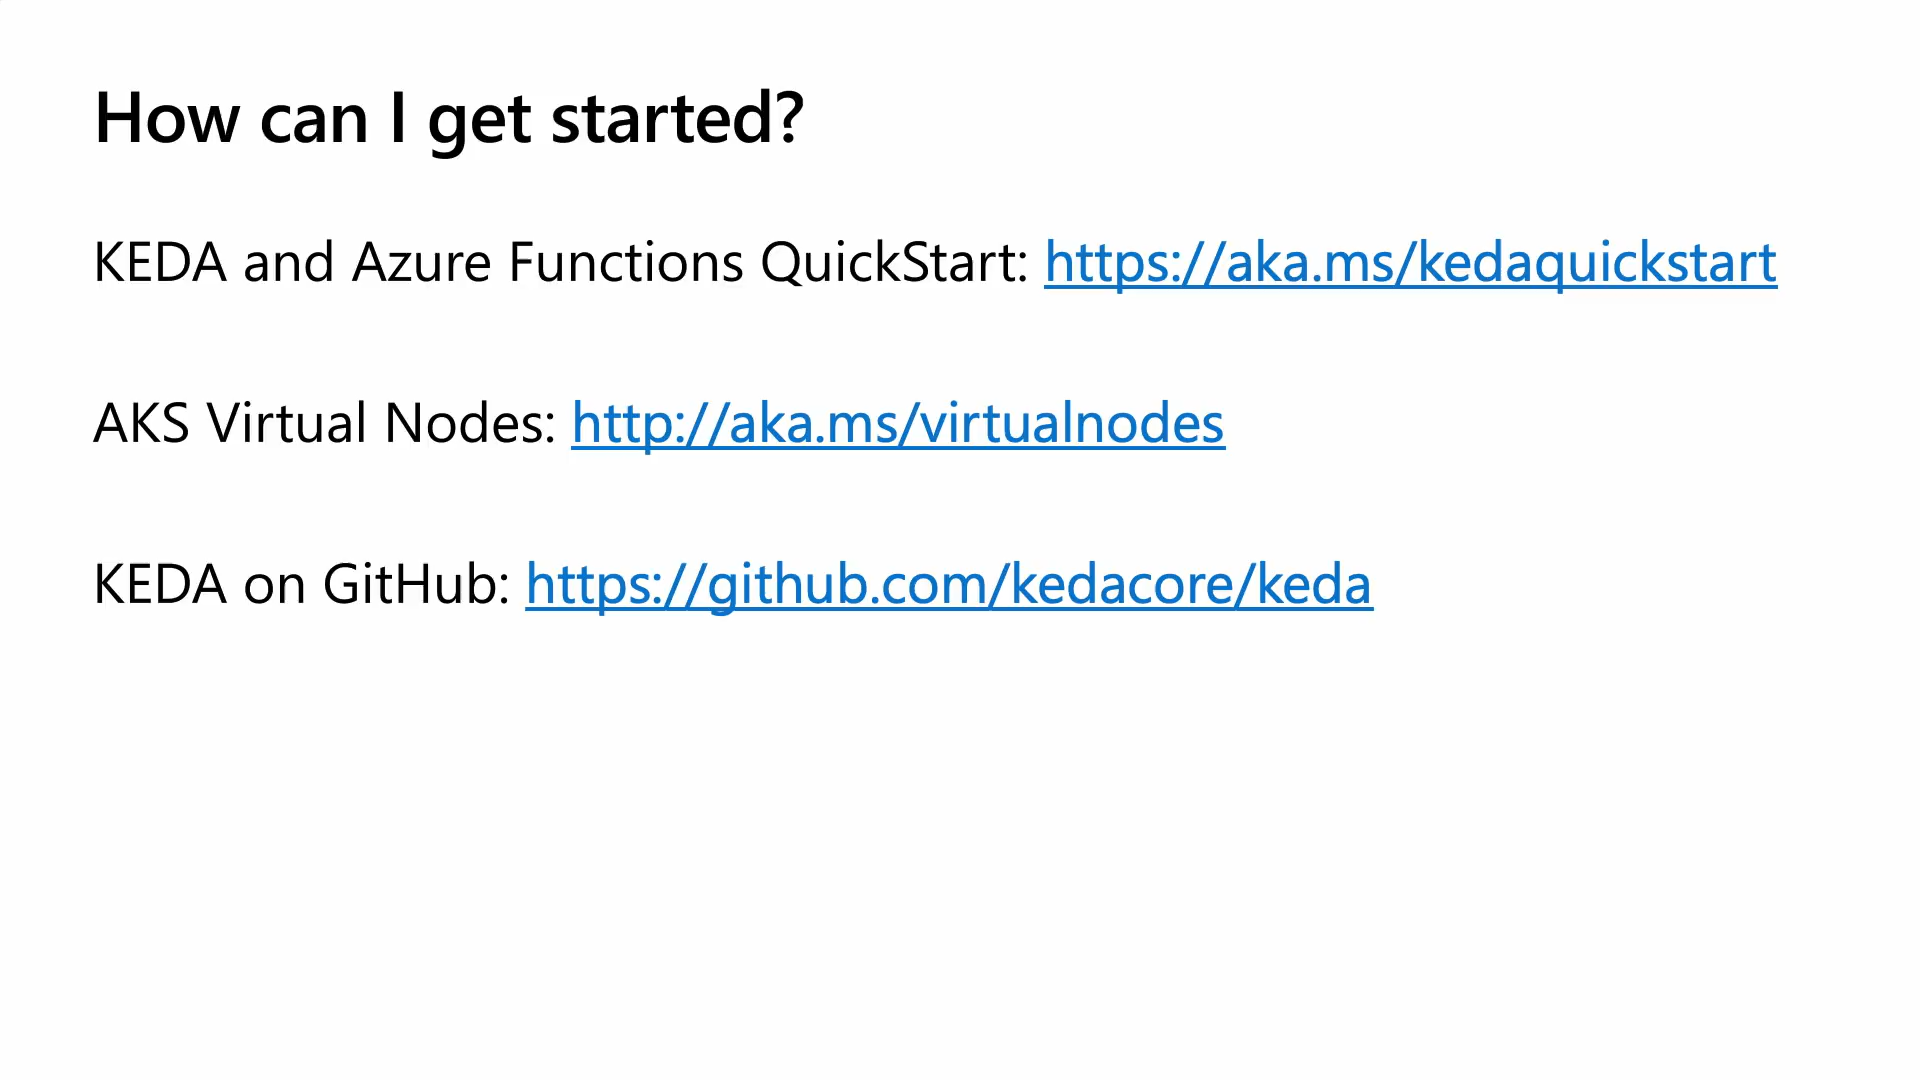 How can I get started?
KEDA and Azure Functions QuickStart: https://aka.ms/kedaquickstart
AKS Virtual Nodes: http://aka.ms/virtualnodes
KEDA on GitHub: https://github.com/kedacore/keda